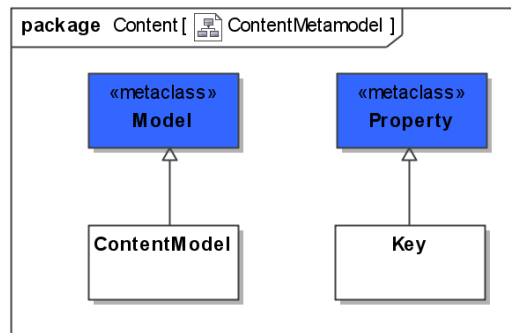 package Content [ ContentMetamodel ]
«metaclass»
Model
«metaclass»
Property
ContentModel
Key